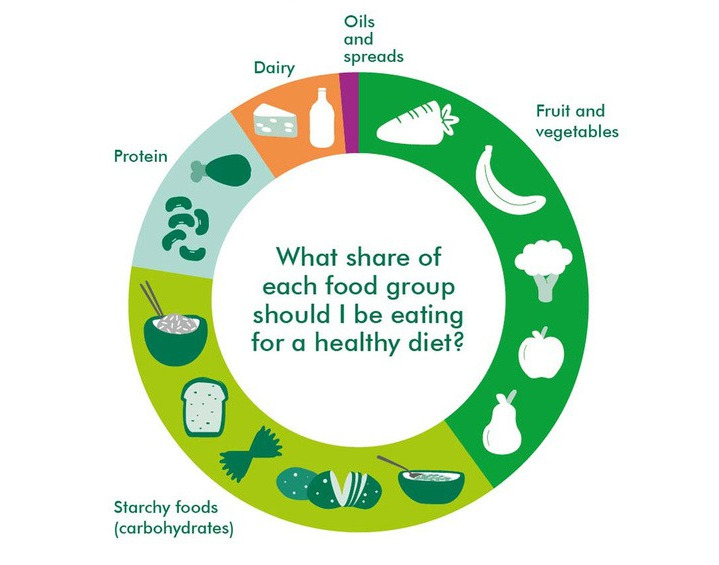 Oils
and
spreads
Dairy
Fruit and
vegetables
Protein
What share of
each food group
should I be eating
for a healthy diet?
Starchy foods
(carbohydrates)